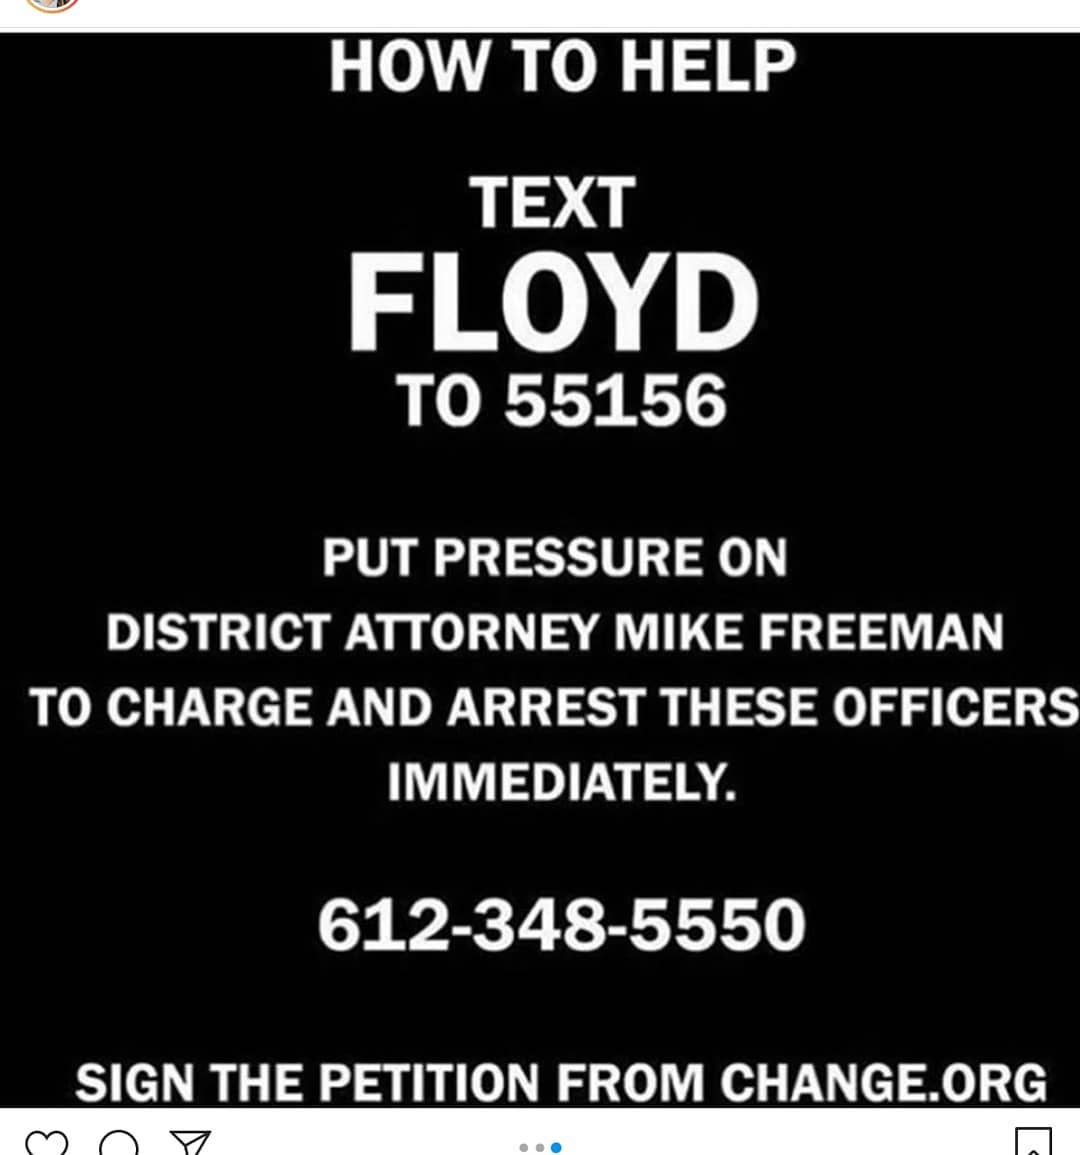 HOW TO HELP
TEXT
FLOYD
TO 55156
PUT PRESSURE ON
DISTRICT ATTORNEY MIKE FREEMAN
TO CHARGE AND ARREST THESE OFFICERS
IMMEDIATELY.
612-348-5550
SIGN THE PETITION FROM CHANGE.ORG